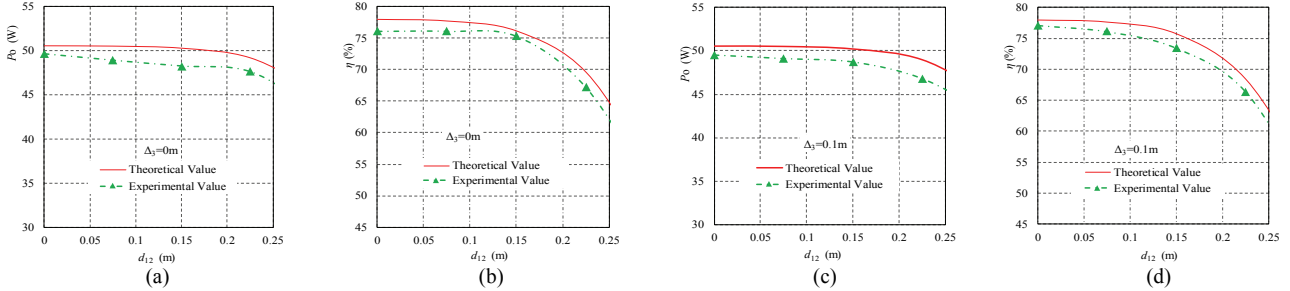 55
50
50
45
35
30
Po (W)
Δ3=0m
Theoretical Value
Experimental Value
0 0.05 0.1 0.15 0.2 0.25
d12 (m)
(a)
80
75
70
65
60
55
50
45
η (%)
Δ3=0m
Theoretical Value
Experimental Value
0 0.05 0.1 0.15 0.2 0.25
d12 (m)
(b)
55
50
50
45
35
30
Po (W)
Δ3=0.1m
Theoretical Value
Experimental Value
0 0.05 0.1 0.15 0.2 0.25
d12 (m)
(c)
80
75
70
65
60
55
50
45
η (%)
Δ3=0.1m
Theoretical Value
Experimental Value
0 0.05 0.1 0.15 0.2 0.25
d12 (m)
(d)